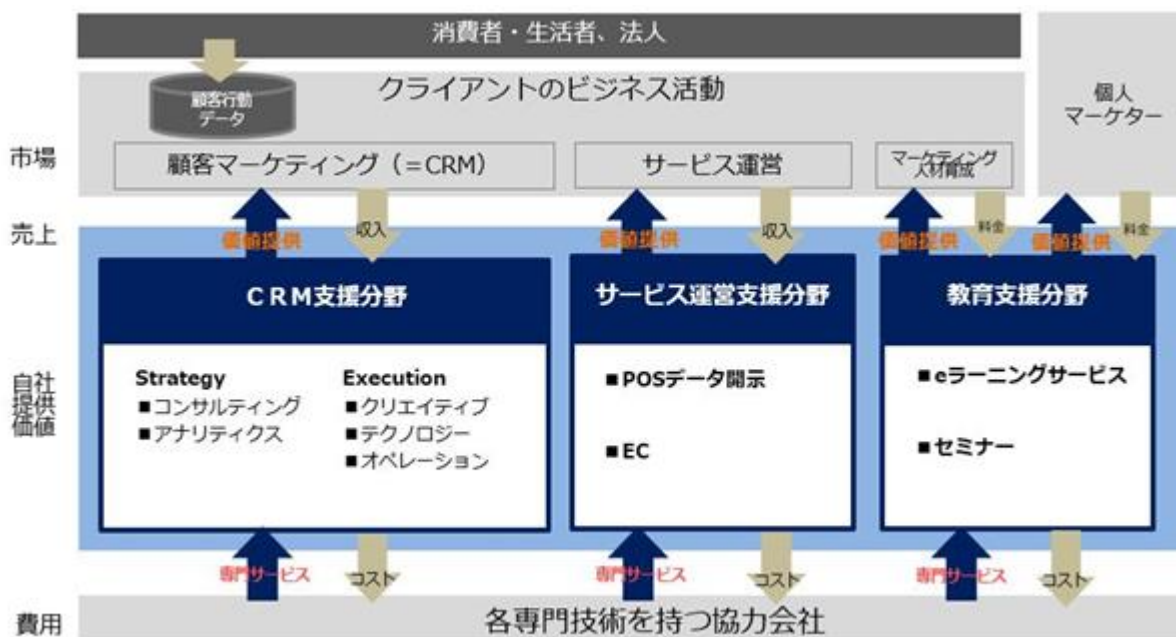 消費者・生活者、法人
クライアントのビジネス活動
顧客行動
データ
個人
マーケター
市場
顧客マーケティング（＝CRM）
サービス運営
マーケティング
人材育成
売上
価値提供
収入
価値提供
収入
価値提供
料金
価値提供
料金
ＣＲＭ支援分野
サービス運営支援分野
教育支援分野
自社
提供
価値
Strategy
■コンサルティング
■アナリティクス
Execution
■クリエイティブ
■テクノロジー
■オペレーション
■POSデータ開示
■EC
■eラーニングサービス
■セミナー
専門サービス
コスト
専門サービス
コスト
専門サービス
コスト
費用
各専門技術を持つ協力会社